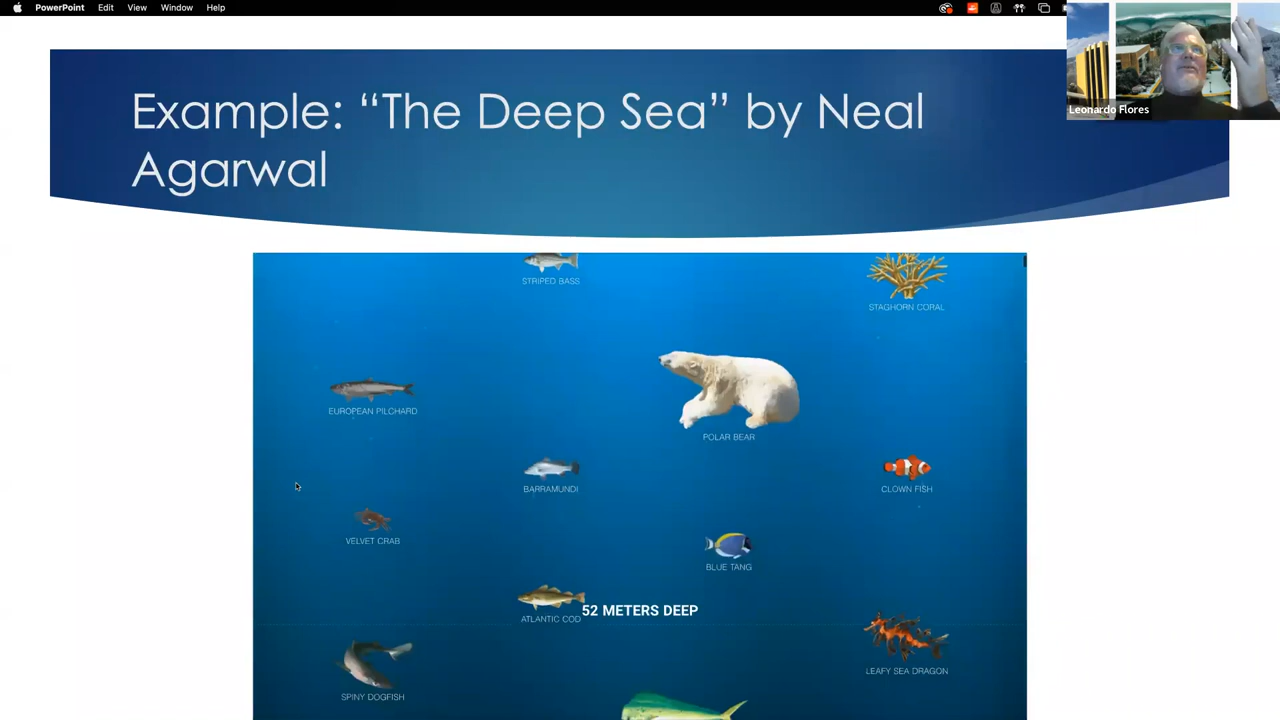 PowerPoint Edit View Window Help
Leonardo Flores
Example: “The Deep Sea” by Neal
Agarwal
STRIPED BASS
STAGHORN CORAL
EUROPEAN PILCHARD
POLAR BEAR
BARRAMUNDI
CLOWN FISH
VELVET CRAB
BLUE TANG
52 METERS DEEP
ATLANTIC COD
LEAFY SEA DRAGON
SPINY DOGFISH